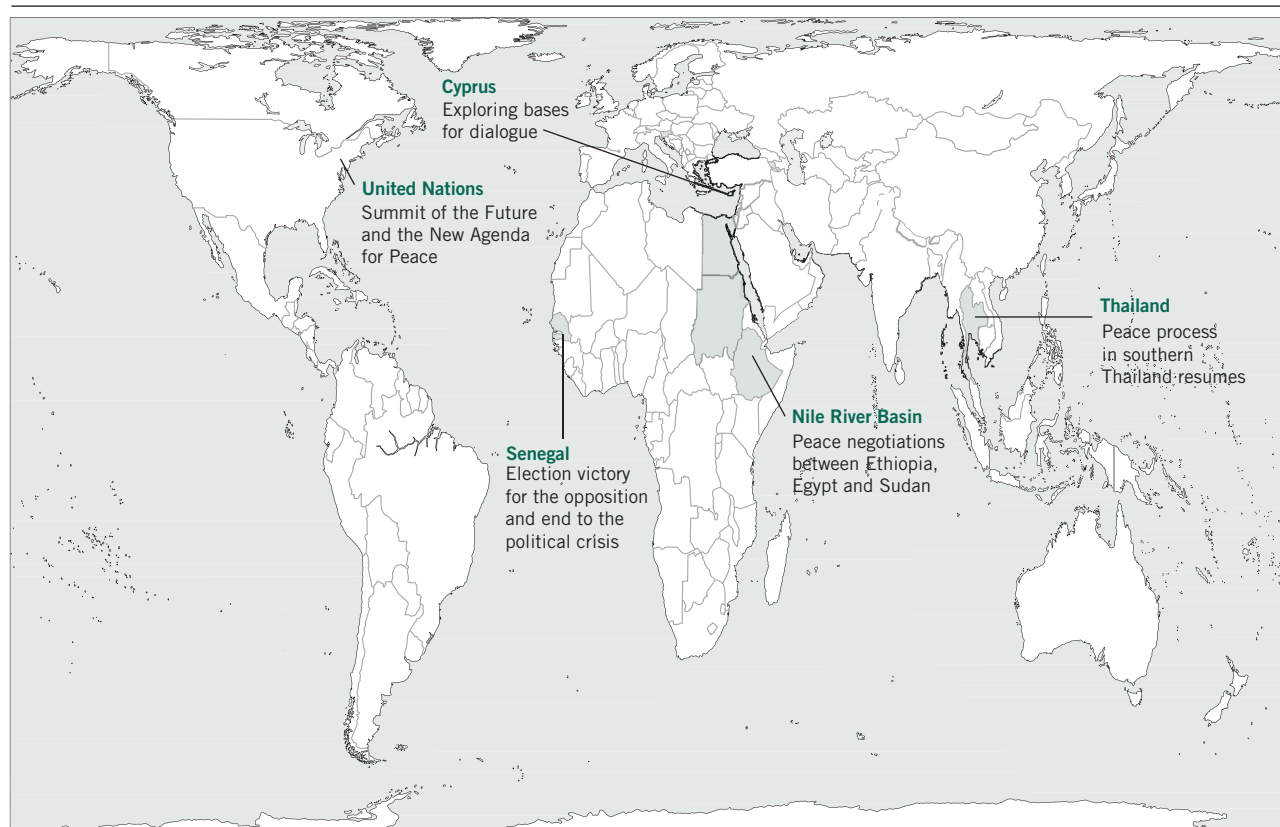 Cyprus
Exploring bases
for dialogue
United Nations
Summit of the Future
and the New Agenda
for Peace
Thailand
Peace process
in southern
Thailand resumes
Nile River Basin
Peace negotiations
between Ethiopia,
Egypt and Sudan
Senegal
Election victory
for the opposition
and end to the
political crisis